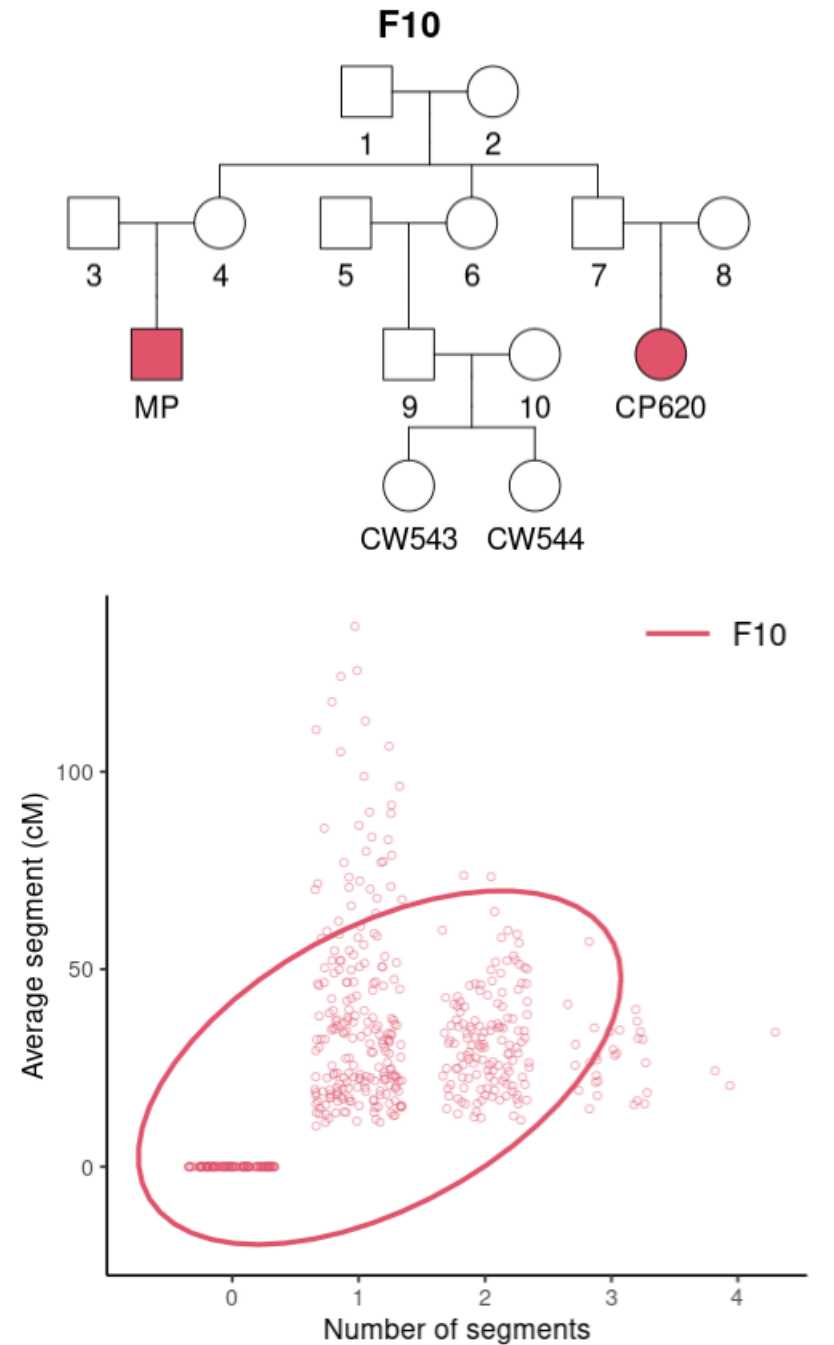 F10
1 2
3 4 5 6 7 8
MP 9 10 CP620
CW543 CW544
F10
Average segment (cM)
100
50
0
0 1 2 3 4
Number of segments